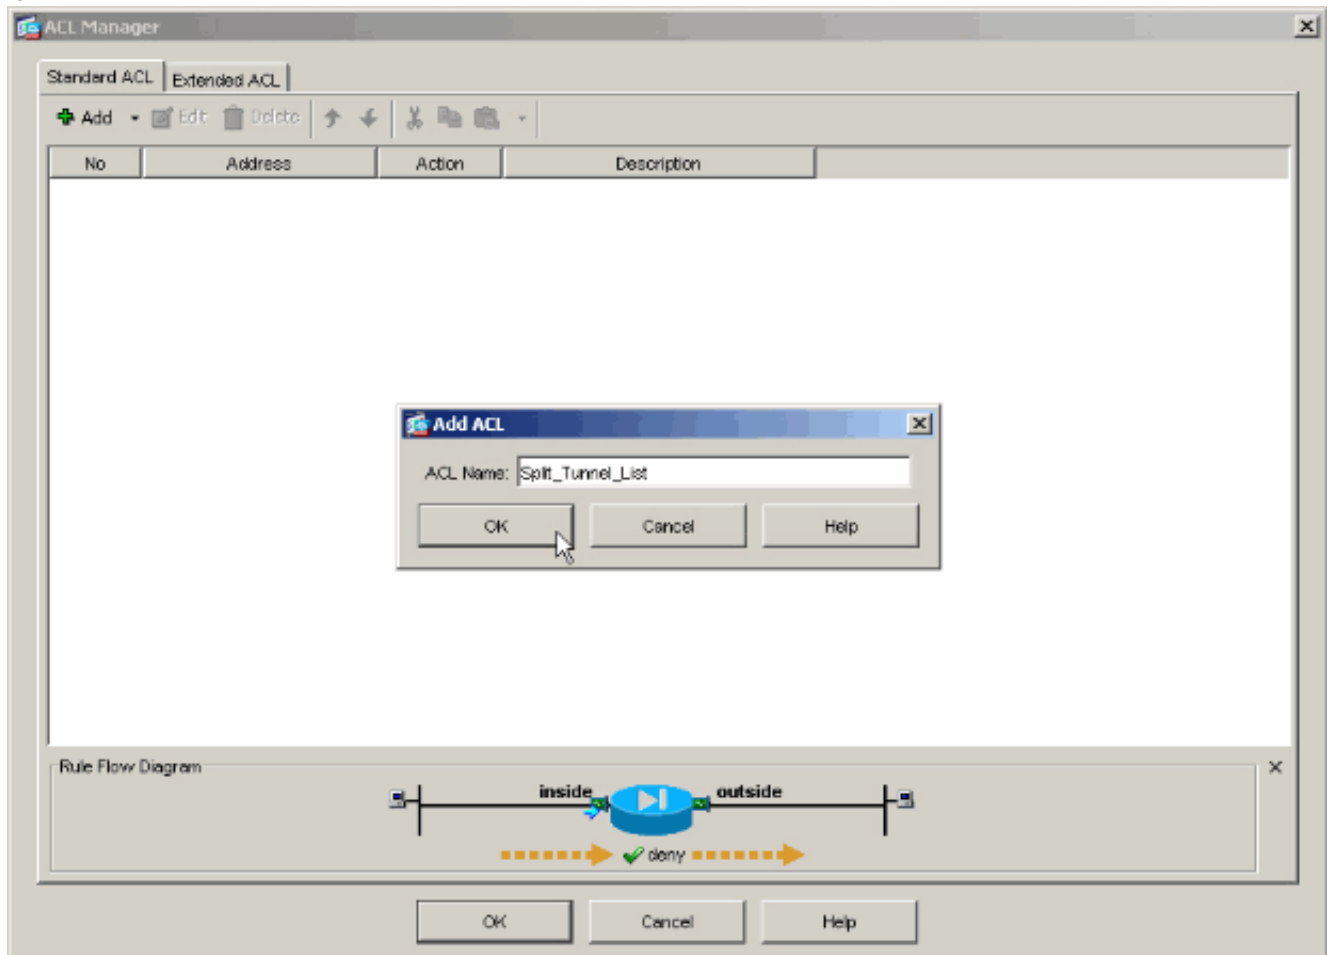 ACL Manager
Standard ACL Extended ACL
Add Edit Delete
No Address Action Description
Add ACL
ACL Name: Split_Tunnel_List
OK Cancel Help
Rule Flow Diagram
inside outside
deny
OK Cancel Help